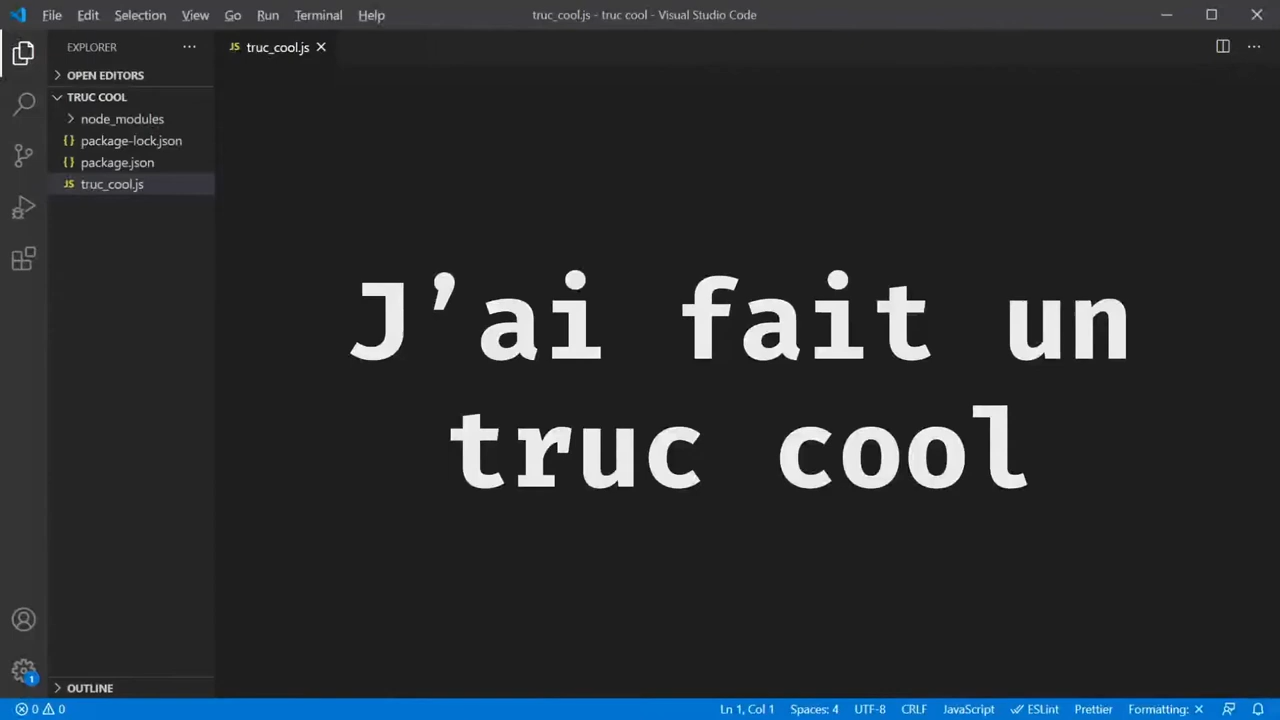 File Edit Selection View Go Run Terminal Help truc_cool.js - truc cool - Visual Studio Code
EXPLORER
JS truc_cool.js
OPEN EDITORS
TRUC COOL
node_modules
{} package-lock.json
{} package.json
JS truc_cool.js
J’ai fait un
truc cool
1
OUTLINE
0 0 Ln 1, Col 1 Spaces: 4 UTF-8 CRLF JavaScript ESLint Prettier Formatting: ×